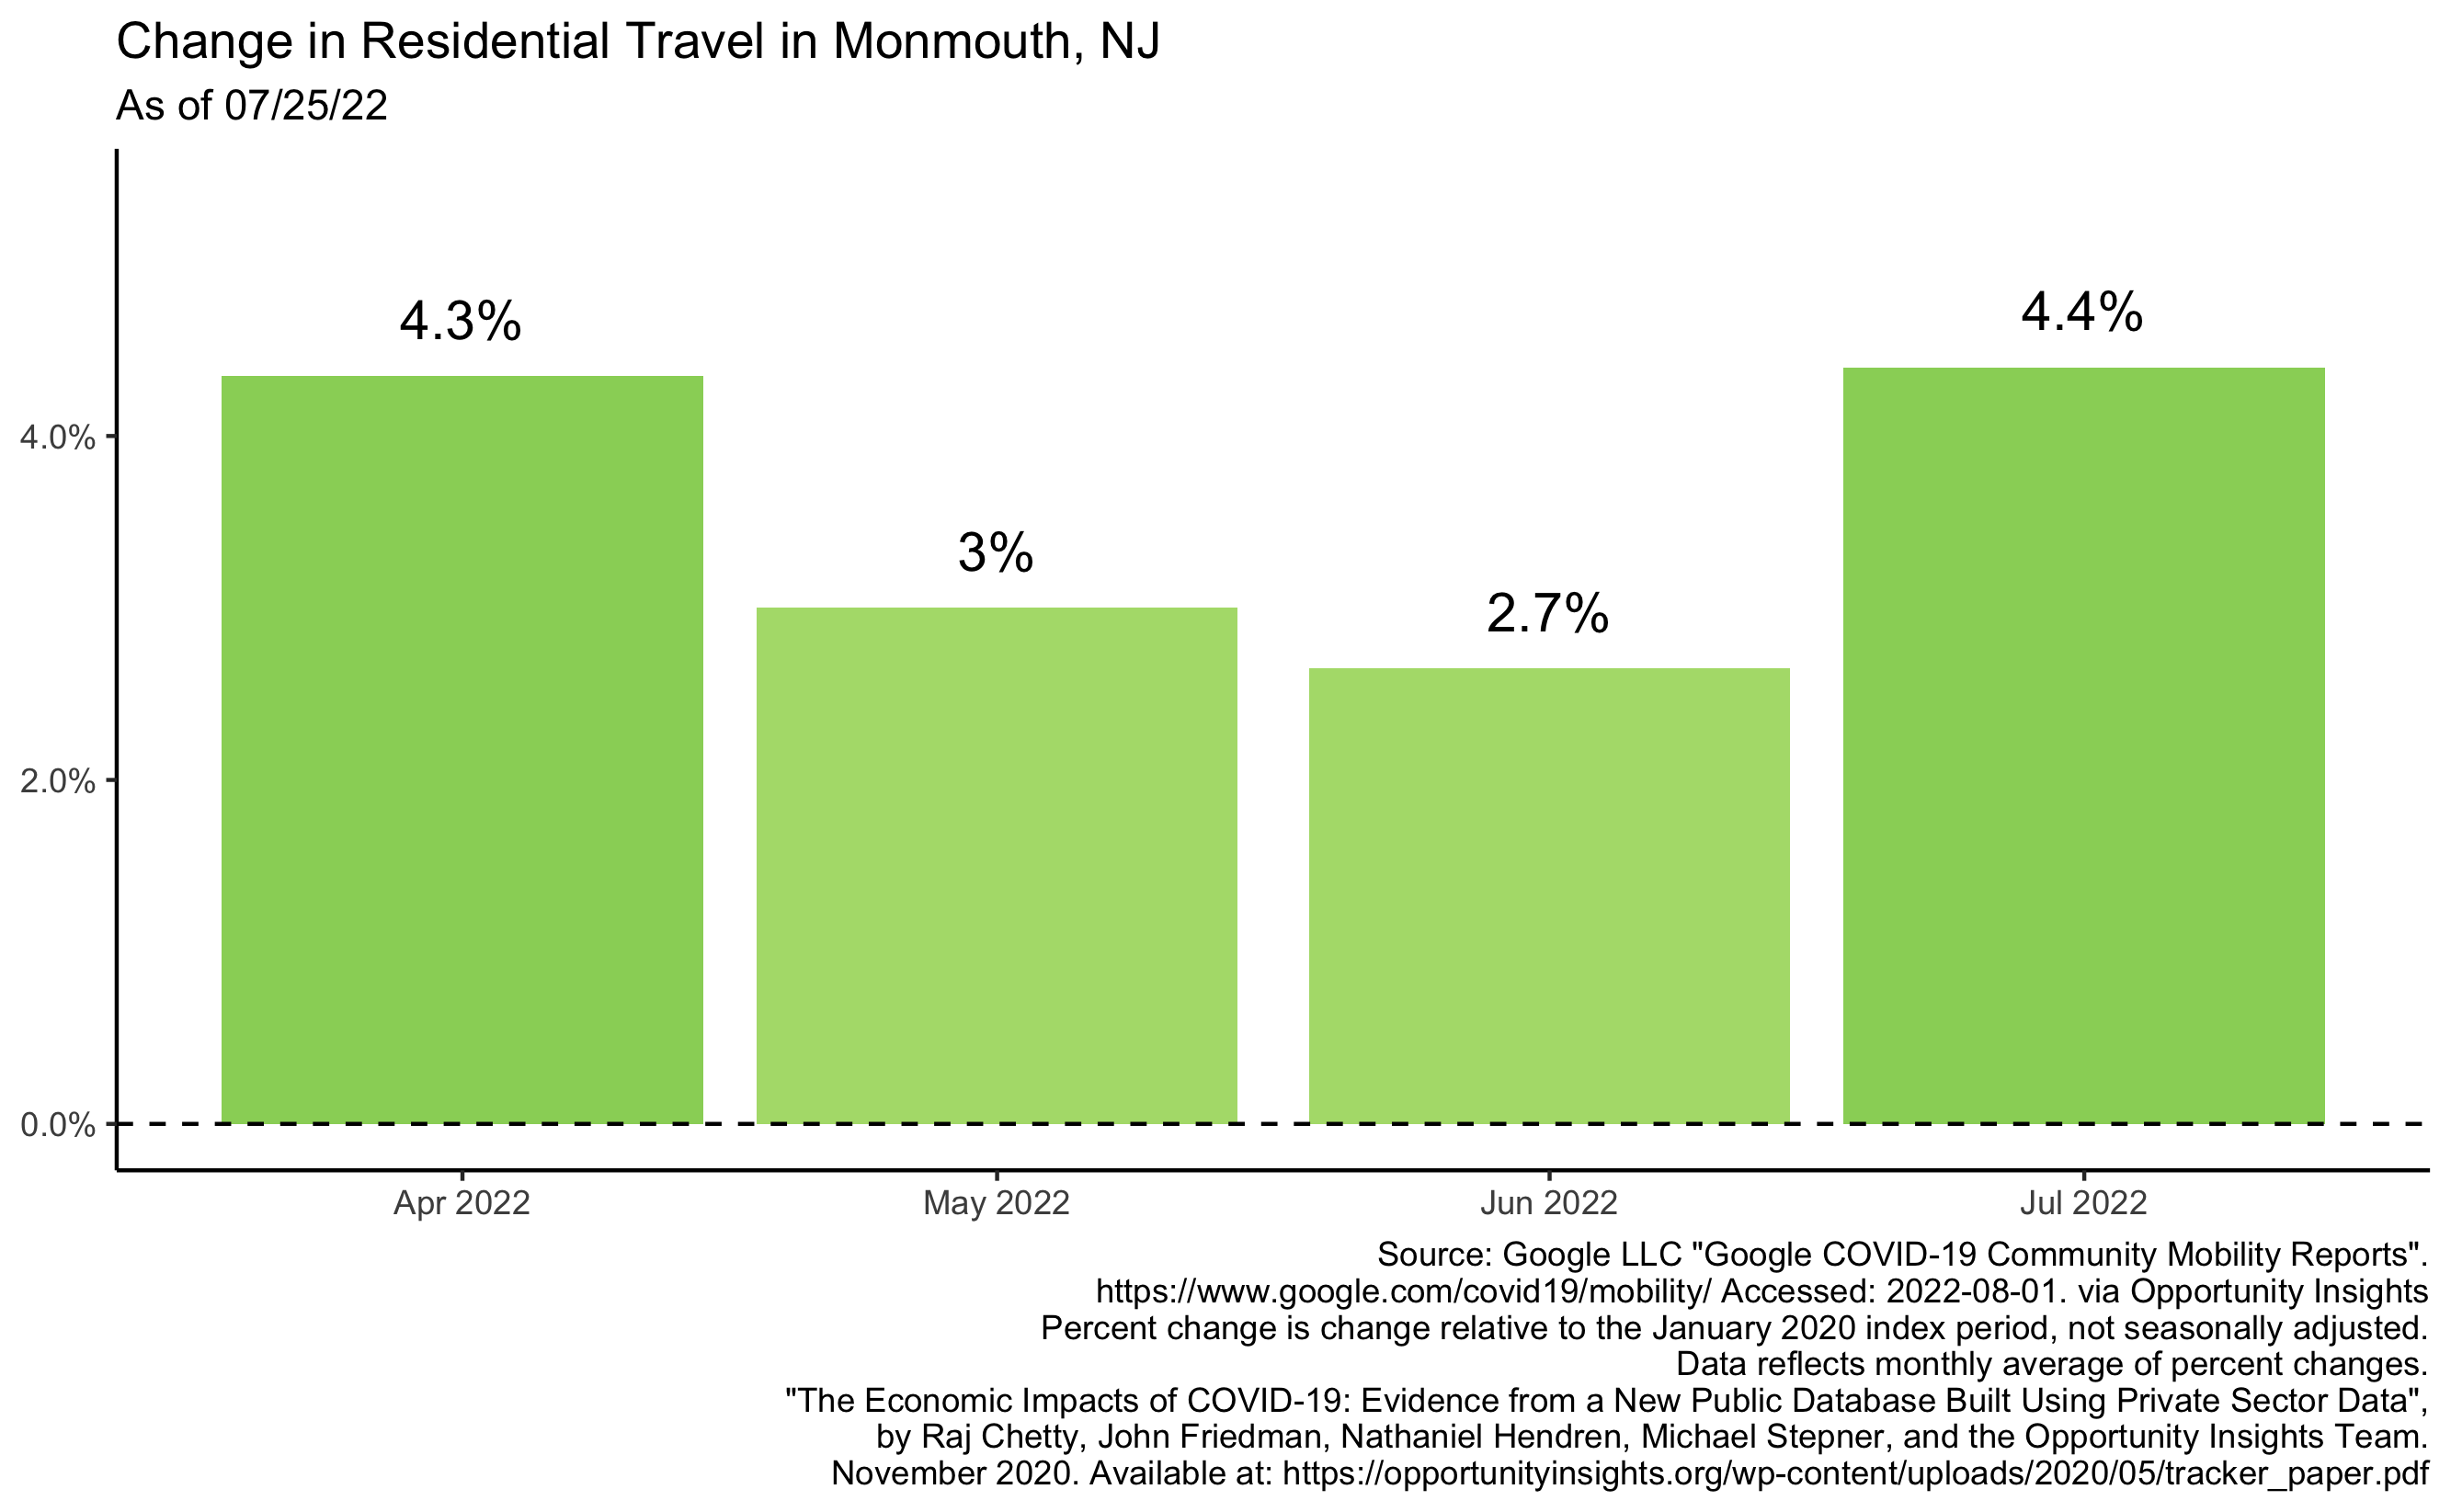 Change in Residential Travel in Monmouth, NJ
As of 07/25/22
4.3%
3%
2.7%
4.4%
4.0%
2.0%
0.0%
Apr 2022
May 2022
Jun 2022
Jul 2022
Source: Google LLC "Google COVID-19 Community Mobility Reports".
https://www.google.com/covid19/mobility/ Accessed: 2022-08-01. via Opportunity Insights
Percent change is change relative to the January 2020 index period, not seasonally adjusted.
Data reflects monthly average of percent changes.
"The Economic Impacts of COVID-19: Evidence from a New Public Database Built Using Private Sector Data",
by Raj Chetty, John Friedman, Nathaniel Hendren, Michael Stepner, and the Opportunity Insights Team.
November 2020. Available at: https://opportunityinsights.org/wp-content/uploads/2020/05/tracker_paper.pdf